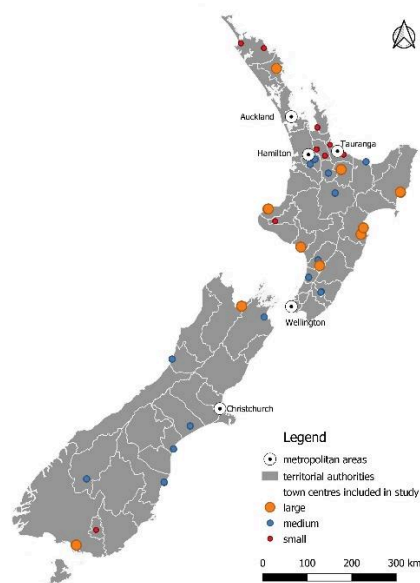 Auckland
Tauranga
Hamilton
Wellington
Christchurch
Legend
metropolitan areas
territorial authorities
town centres included in study
large
medium
small
0 100 200 300 km